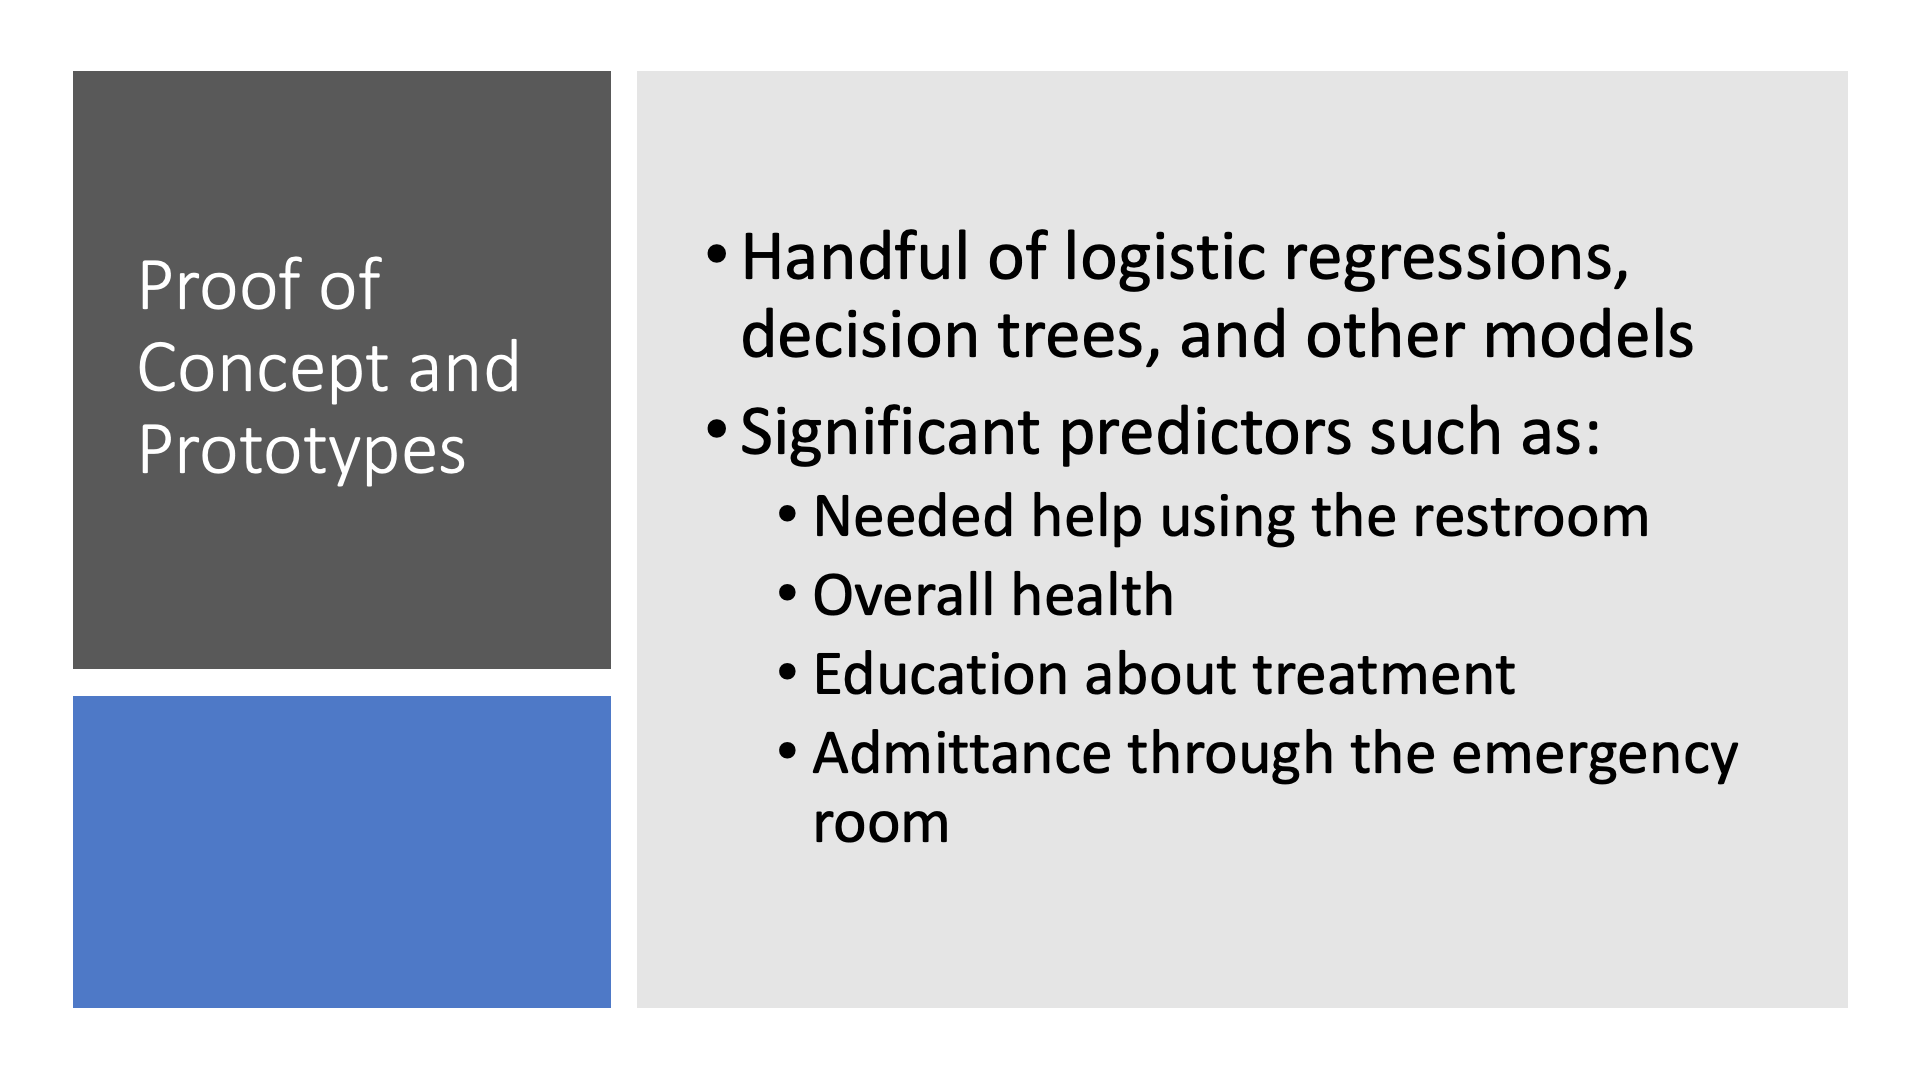 Proof of
Concept and
Prototypes
• Handful of logistic regressions,
decision trees, and other models
• Significant predictors such as:
• Needed help using the restroom
• Overall health
• Education about treatment
• Admittance through the emergency
room